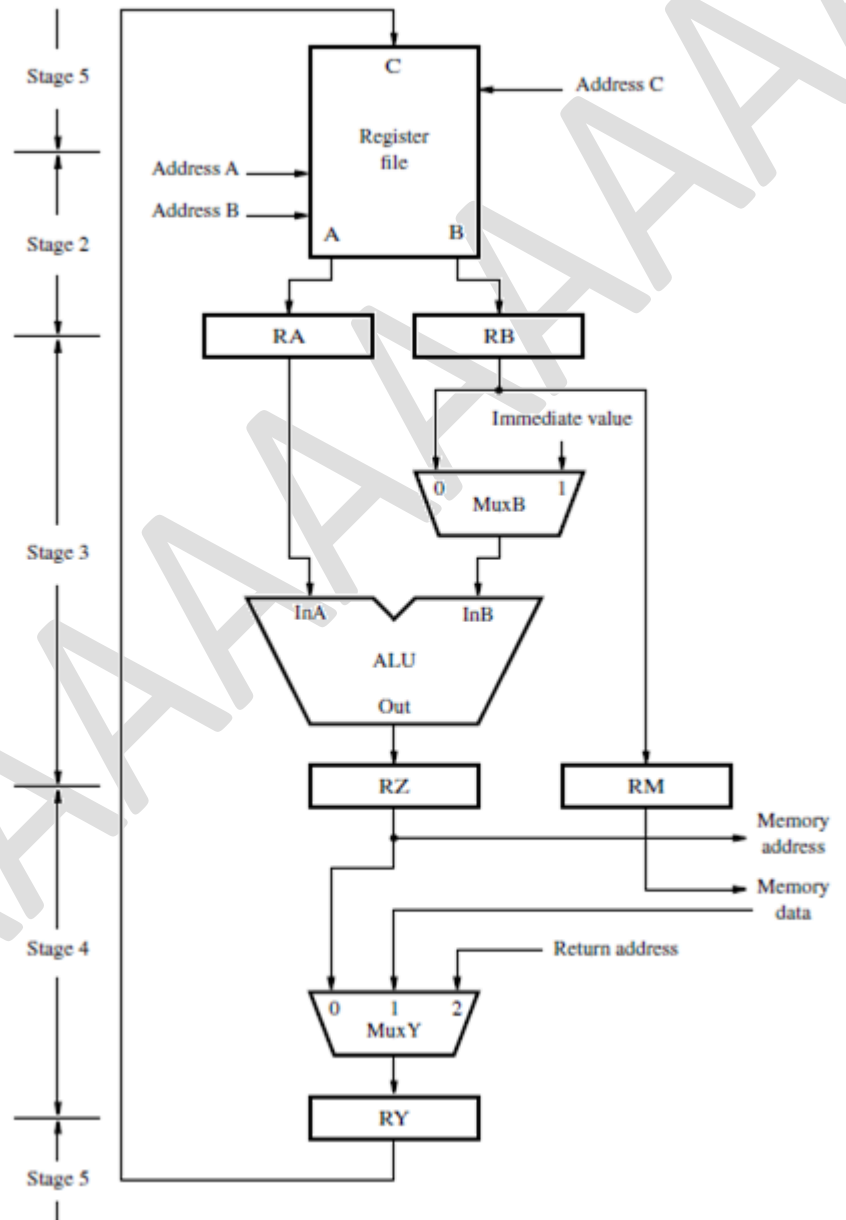 Stage 5
C
Address C
Register
file
Address A
Address B
Stage 2
A
B
RA
RB
Immediate value
0
1
MuxB
Stage 3
InA
InB
ALU
Out
RZ
RM
Memory
address
Memory
data
Stage 4
Return address
0
1
2
MuxY
RY
Stage 5
AAAAAAAA